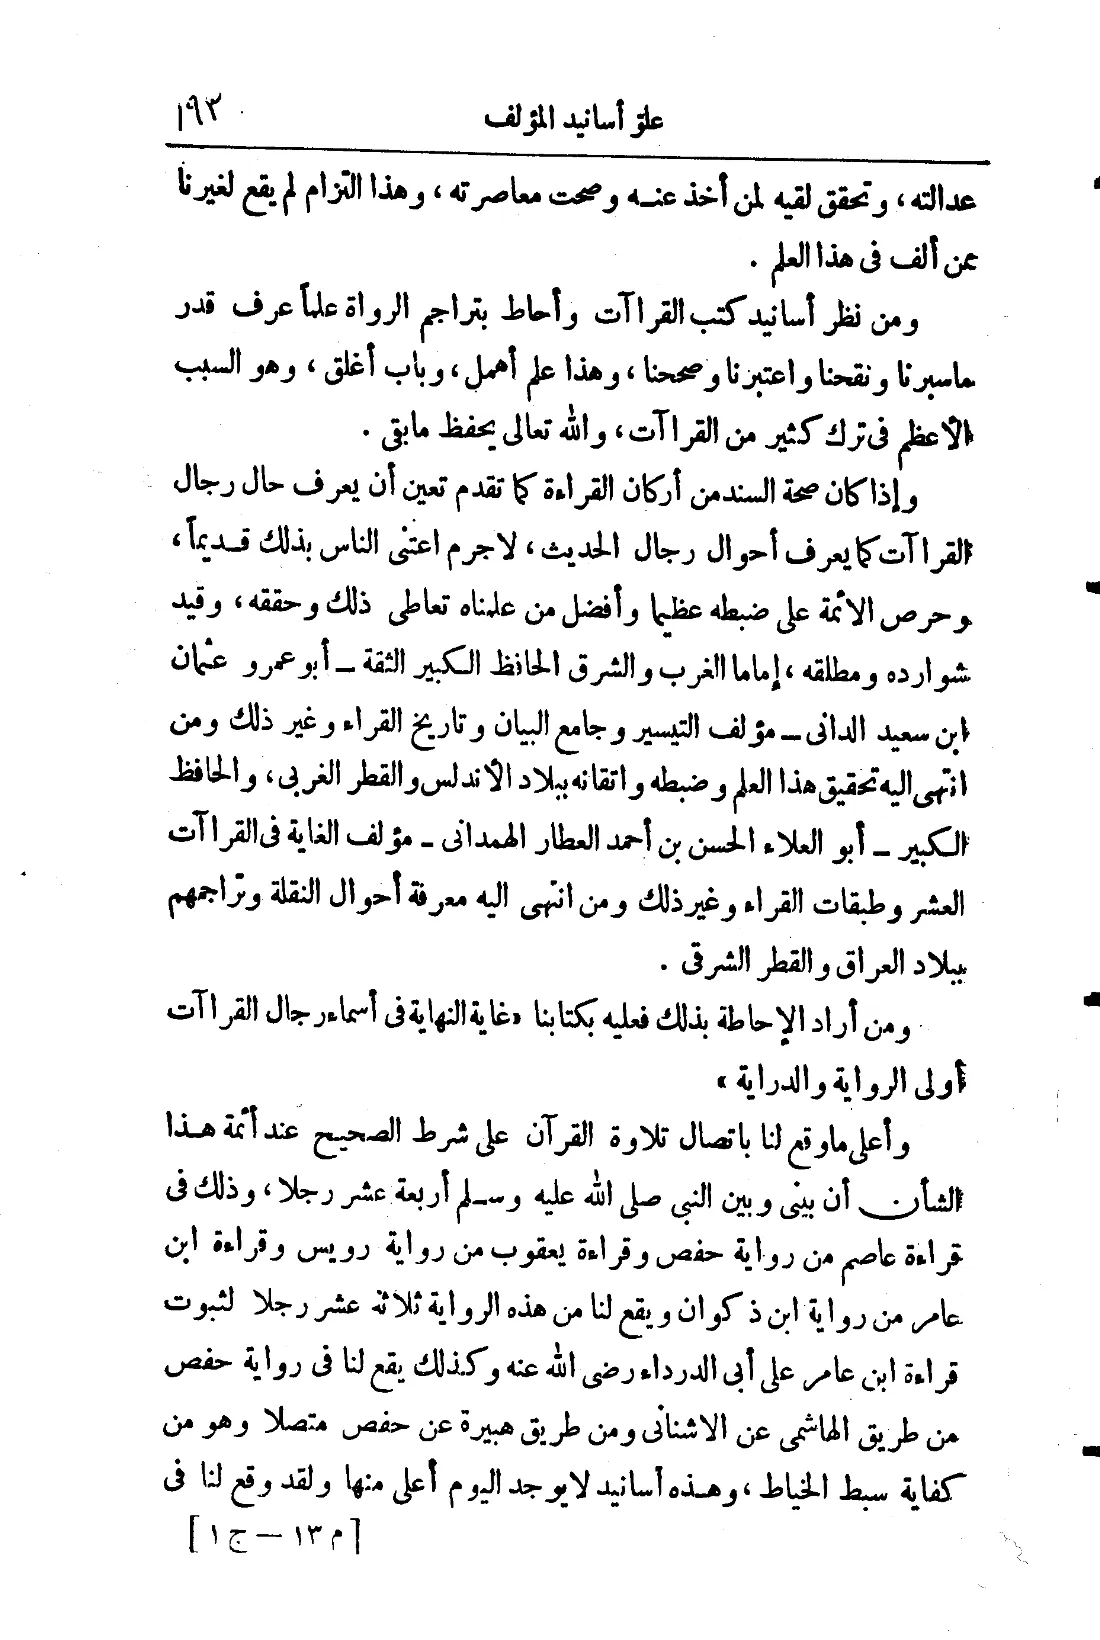 علو أسانيد المؤلف ١٩٣
عدالته، وتحقق لقيه لمن أخذ عنه وصحت معاصرته، وهذا التزام لم يقع لغيرنا
ممن ألف فى هذا العلم .
ومن نظر أسانيد كتب القراآت وأحاط بتراجم الرواة علماً عرف قدر
ماسبرنا ونقحنا واعتبرنا وصححنا، وهذا علم أهمل، وباب أغلق، وهو السبب
الأعظم فى ترك كثير من القراآت، والله تعالى يحفظ مابقى .
وإذا كان صحة السند من أركان القراءة كما تقدم تعين أن يعرف حال رجال
القراآت كما يعرف أحوال رجال الحديث، لاجرم اعتنى الناس بذلك قديماً،
وحرص الائمة على ضبطه عظيما وأفضل من علمناه تعاطى ذلك وحققه، وقيد
شوارده ومطلقه، إماما الغرب والشرق الحافظ الكبير الثقة ــ أبو عمرو عثمان
ابن سعيد الدانى ــ مؤلف التيسير وجامع البيان وتاريخ القراء وغير ذلك ومن
انتهى اليه تحقيق هذا العلم وضبطه واتقانه ببلاد الأندلس والقطر الغربى، والحافظ
الكبير ــ أبو العلاء الحسن بن أحمد العطار الهمدانى ــ مؤلف الغاية فى القراآت
العشر وطبقات القراء وغير ذلك ومن انتهى اليه معرفة أحوال النقلة وتراجمهم
ببلاد العراق والقطر الشرقى .
ومن أراد الإحاطة بذلك فعليه بكتابنا «غاية النهاية فى أسماء رجال القراآت
أولى الرواية والدراية »
وأعلى ماوقع لنا باتصال تلاوة القرآن على شرط الصحيح عند أئمة هذا
الشأن أن بينى وبين النبي صلى الله عليه وسلم أربعة عشر رجلا، وذلك فى
قراءة عاصم من رواية حفص وقراءة يعقوب من رواية رويس وقراءة ابن
عامر من رواية ابن ذكوان ويقع لنا من هذه الرواية ثلاثة عشر رجلا لثبوت
قراءة ابن عامر على أبى الدرداء رضى الله عنه وكذلك يقع لنا فى رواية حفص
من طريق الهاشمى عن الاشنانى ومن طريق هبيرة عن حفص متصلا وهو من
كفاية سبط الخياط، وهذه أسانيد لايوجد اليوم أعلى منها ولقد وقع لنا فى
[م ١٣ ــ ج ١]